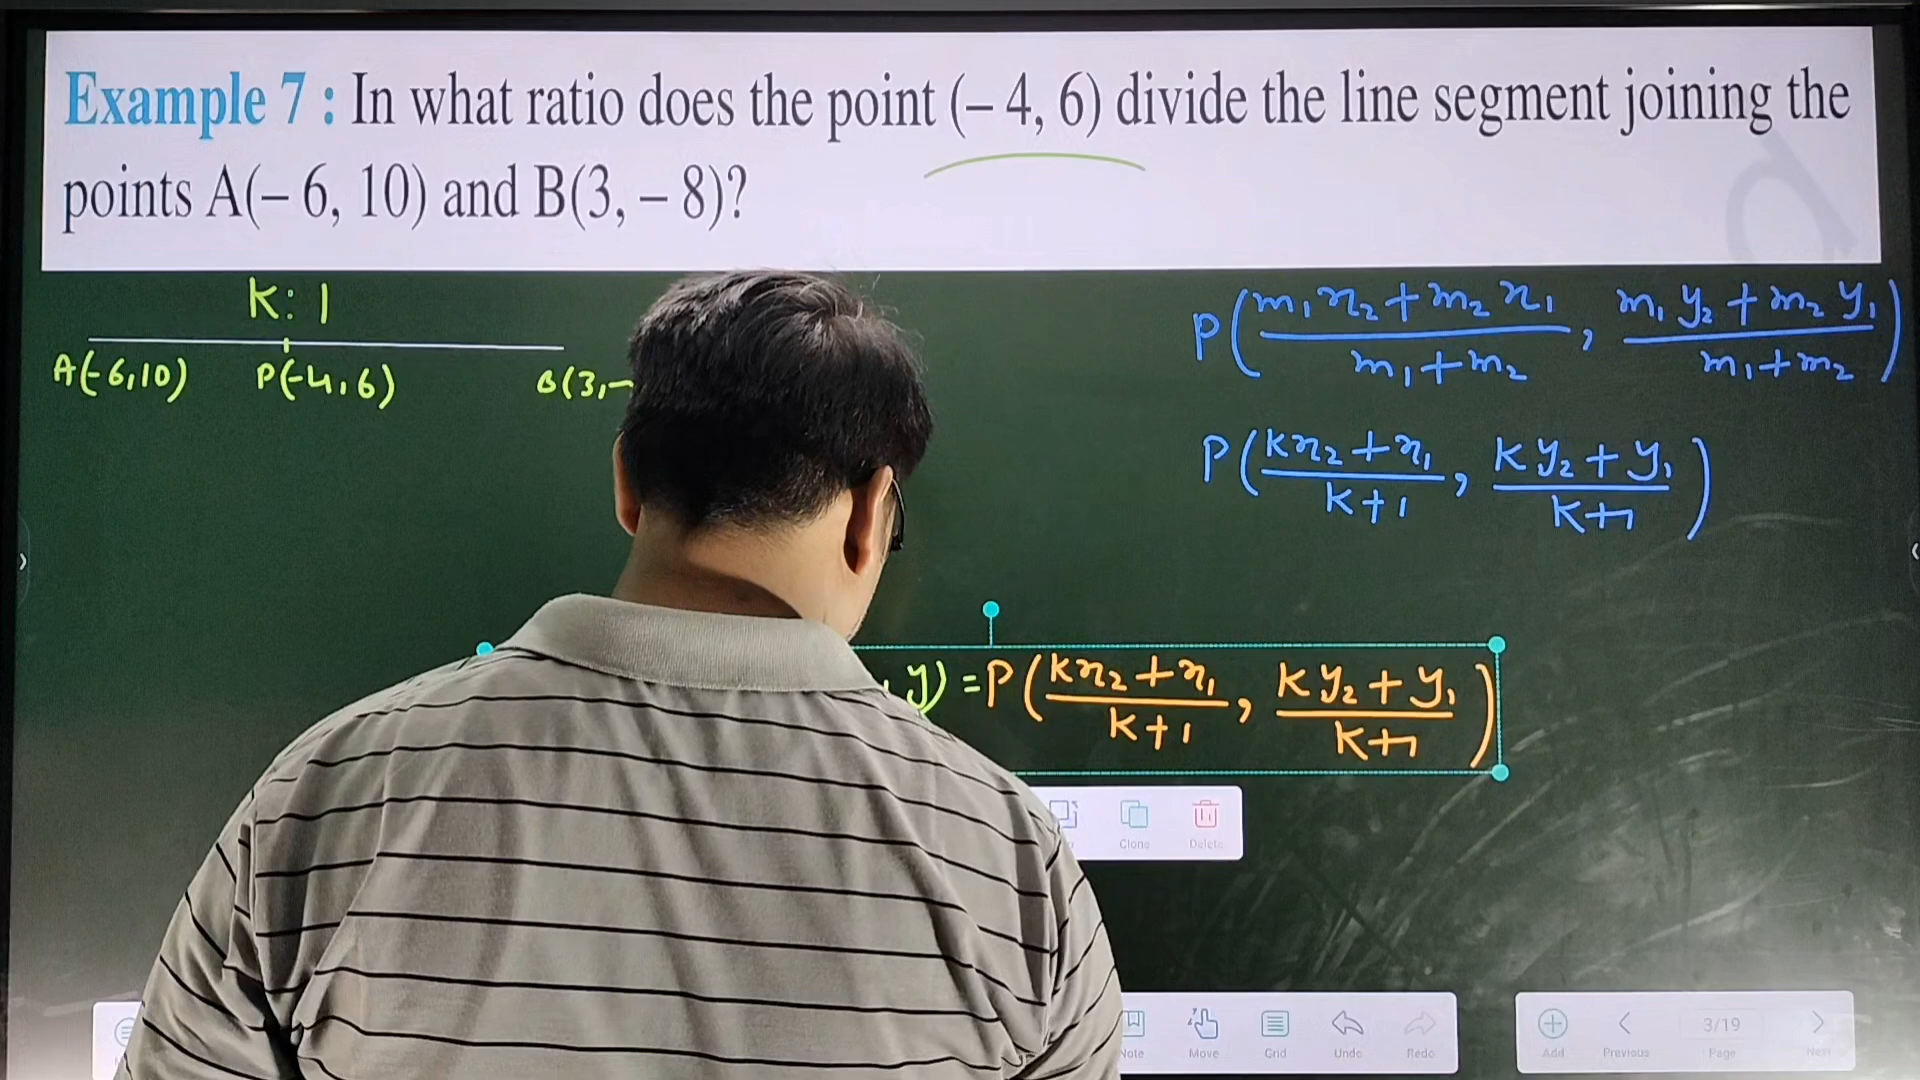 Example 7 : In what ratio does the point (– 4, 6) divide the line segment joining the
points A(– 6, 10) and B(3, – 8)?
K : 1
A(-6,10) P(-4,6) B(3,-
P(m₁x₂+m₂x₁/m₁+m₂, m₁y₂+m₂y₁/m₁+m₂)
P(kx₂+x₁/k+1, ky₂+y₁/k+1)
, y) = P(kx₂+x₁/k+1, ky₂+y₁/k+1)
Clone Delete
Note Move Grid Undo Redo
Add Previous 3/19 Page Next